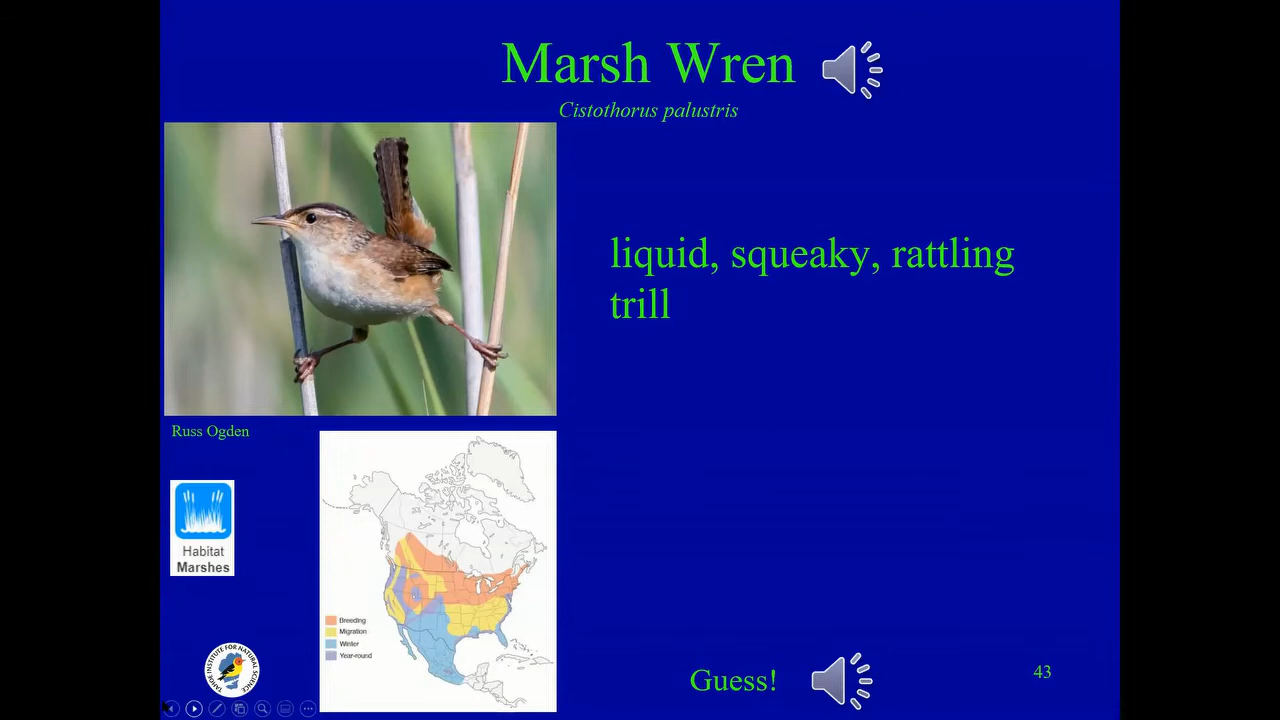 Marsh Wren
Cistothorus palustris
liquid, squeaky, rattling
trill
Russ Ogden
Habitat
Marshes
Breeding
Migration
Winter
Year-round
Guess!
43